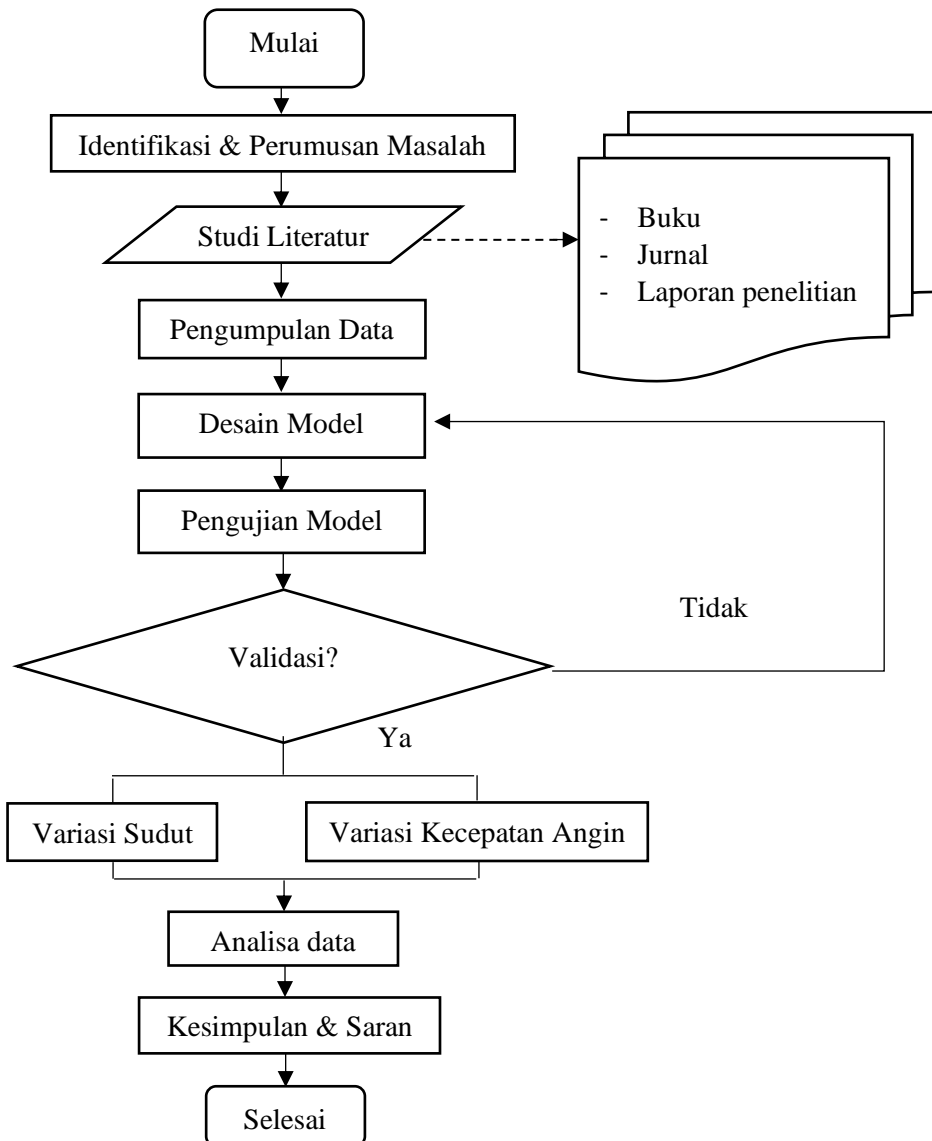 Mulai
Identifikasi & Perumusan Masalah
Studi Literatur
- Buku
- Jurnal
- Laporan penelitian
Pengumpulan Data
Desain Model
Pengujian Model
Tidak
Validasi?
Ya
Variasi Sudut
Variasi Kecepatan Angin
Analisa data
Kesimpulan & Saran
Selesai